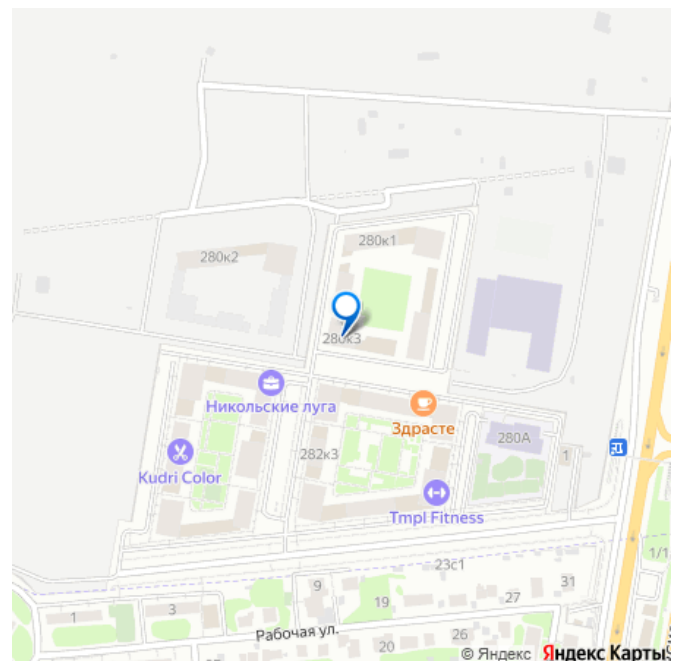 280к1
280к2
280к3
Никольские луга
Здрасте
282к3
280А
1
Kudri Color
Tmpl Fitness
23с1
1/1
9
31
27
19
1
3
Рабочая ул.
26
20
© Яндекс Яндекс Карты